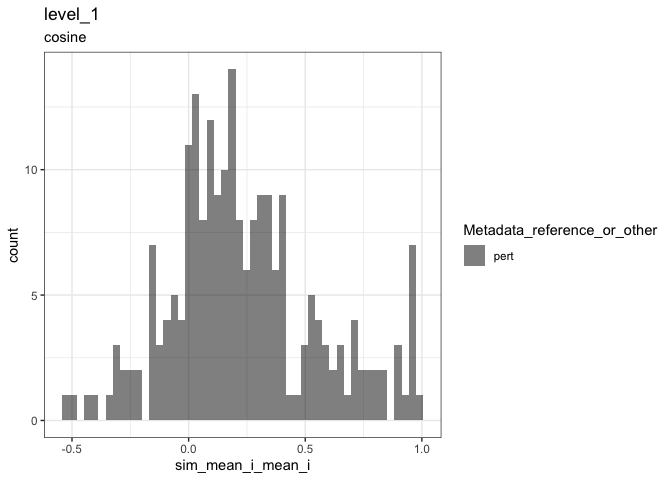 level_1
cosine
10
5
0
count
-0.5
0.0
0.5
1.0
sim_mean_i_mean_i
Metadata_reference_or_other
pert